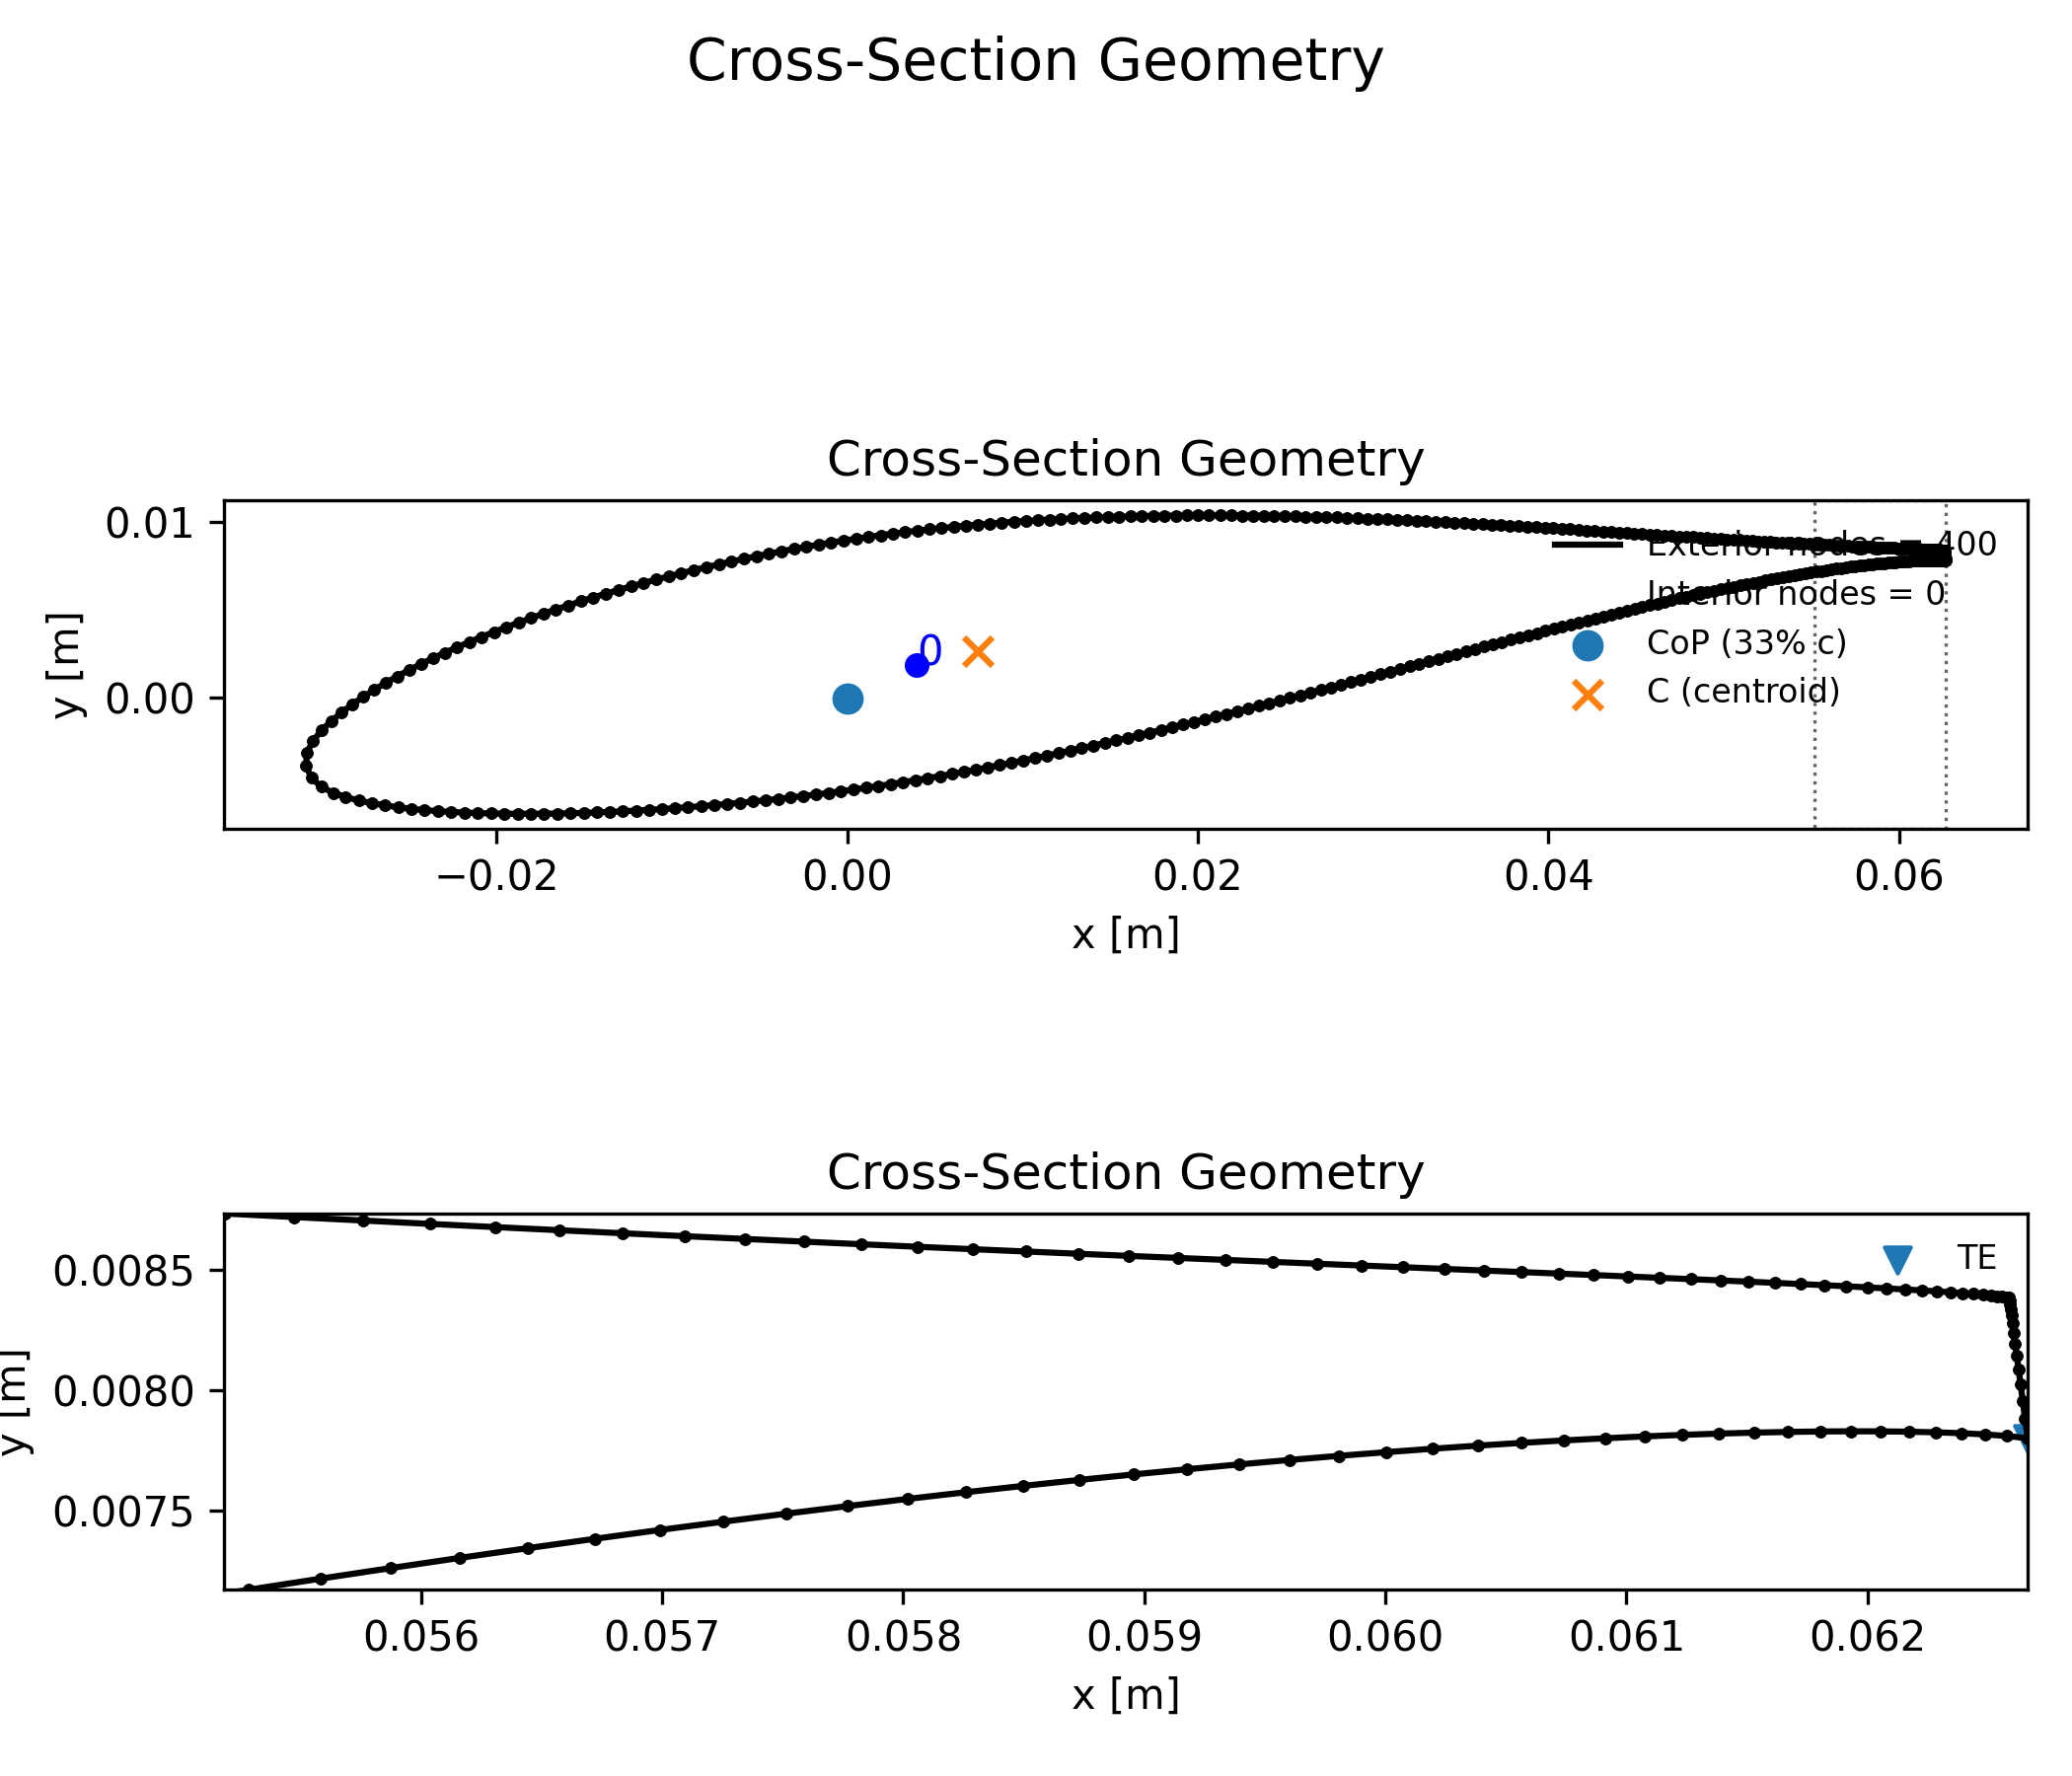 Cross-Section Geometry
Cross-Section Geometry
0.01
0.00
y [m]
0
Exterior nodes = 400
Interior nodes = 0
CoP (33% c)
C (centroid)
−0.02 0.00 0.02 0.04 0.06
x [m]
Cross-Section Geometry
0.0085
0.0080
0.0075
y [m]
TE
0.056 0.057 0.058 0.059 0.060 0.061 0.062
x [m]